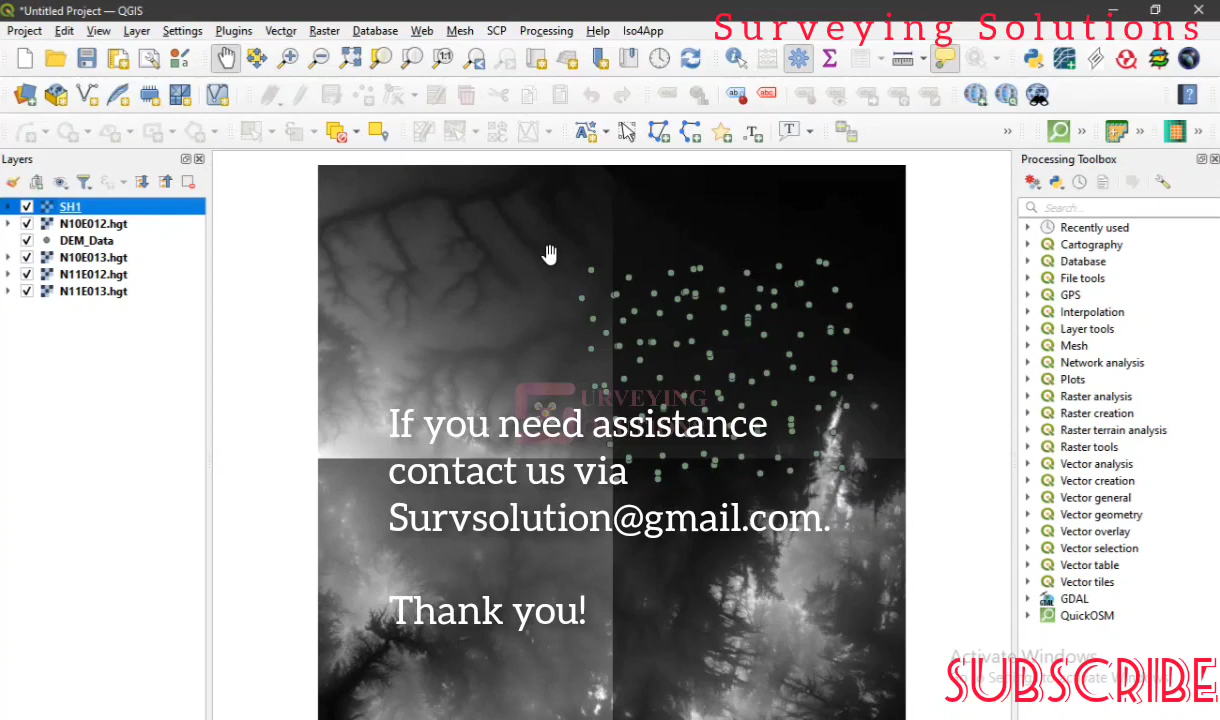 *Untitled Project — QGIS
Surveying Solutions
Project Edit View Layer Settings Plugins Vector Raster Database Web Mesh SCP Processing Help Iso4App
Layers
SH1
N10E012.hgt
DEM_Data
N10E013.hgt
N11E012.hgt
N11E013.hgt
URVEYING
If you need assistance
contact us via
Survsolution@gmail.com.
Thank you!
Processing Toolbox
Search...
Recently used
Cartography
Database
File tools
GPS
Interpolation
Layer tools
Mesh
Network analysis
Plots
Raster analysis
Raster creation
Raster terrain analysis
Raster tools
Vector analysis
Vector creation
Vector general
Vector geometry
Vector overlay
Vector selection
Vector table
Vector tiles
GDAL
QuickOSM
Activate Windows
SUBSCRIBE